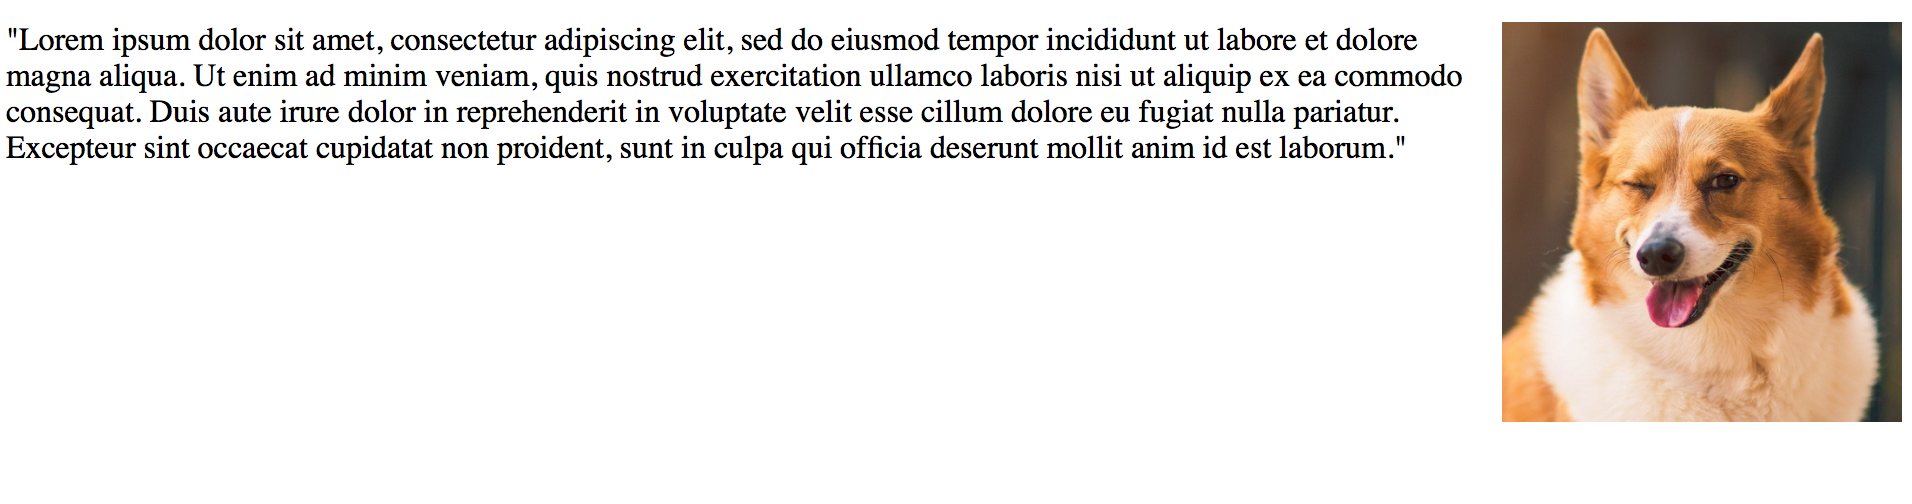 "Lorem ipsum dolor sit amet, consectetur adipiscing elit, sed do eiusmod tempor incididunt ut labore et dolore
magna aliqua. Ut enim ad minim veniam, quis nostrud exercitation ullamco laboris nisi ut aliquip ex ea commodo
consequat. Duis aute irure dolor in reprehenderit in voluptate velit esse cillum dolore eu fugiat nulla pariatur.
Excepteur sint occaecat cupidatat non proident, sunt in culpa qui officia deserunt mollit anim id est laborum."